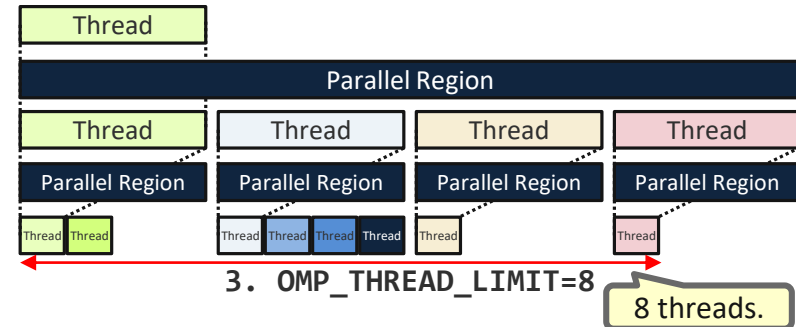 Thread
Parallel Region
Thread Thread Thread Thread
Parallel Region Parallel Region Parallel Region Parallel Region
Thread Thread Thread Thread Thread Thread Thread Thread
3. OMP_THREAD_LIMIT=8
8 threads.